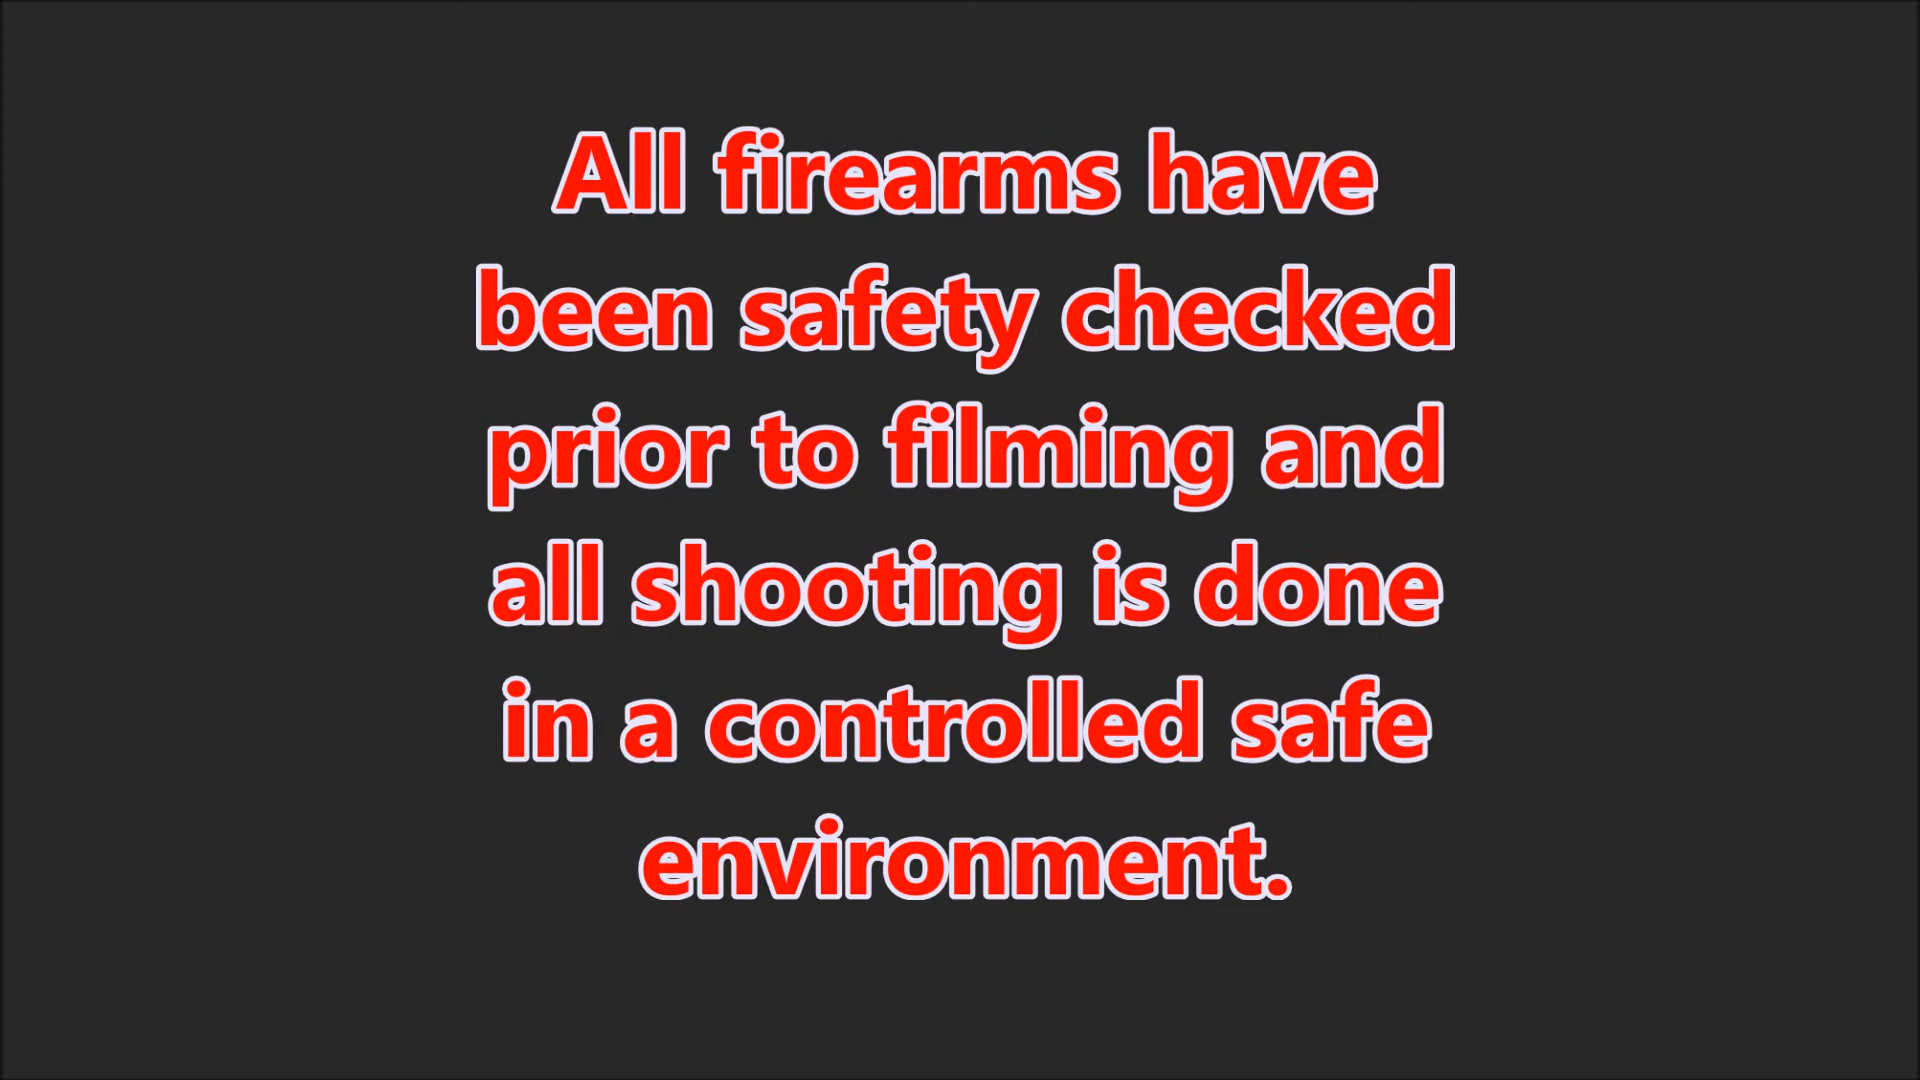 All firearms have
been safety checked
prior to filming and
all shooting is done
in a controlled safe
environment.